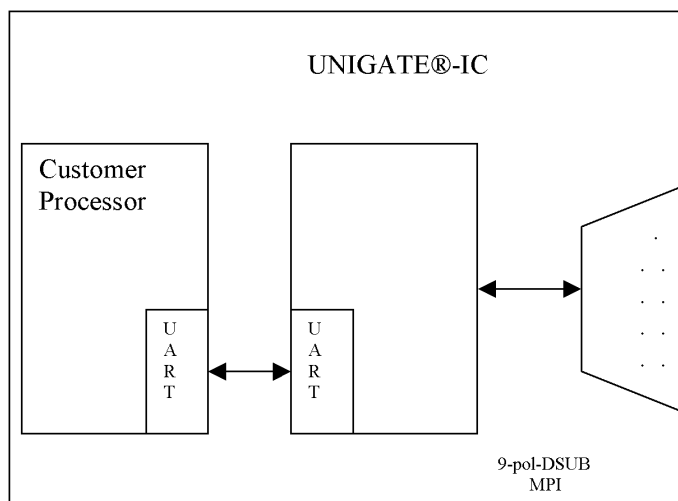 UNIGATE®-IC
Customer
Processor
U
A
R
T
U
A
R
T
9-pol-DSUB
MPI